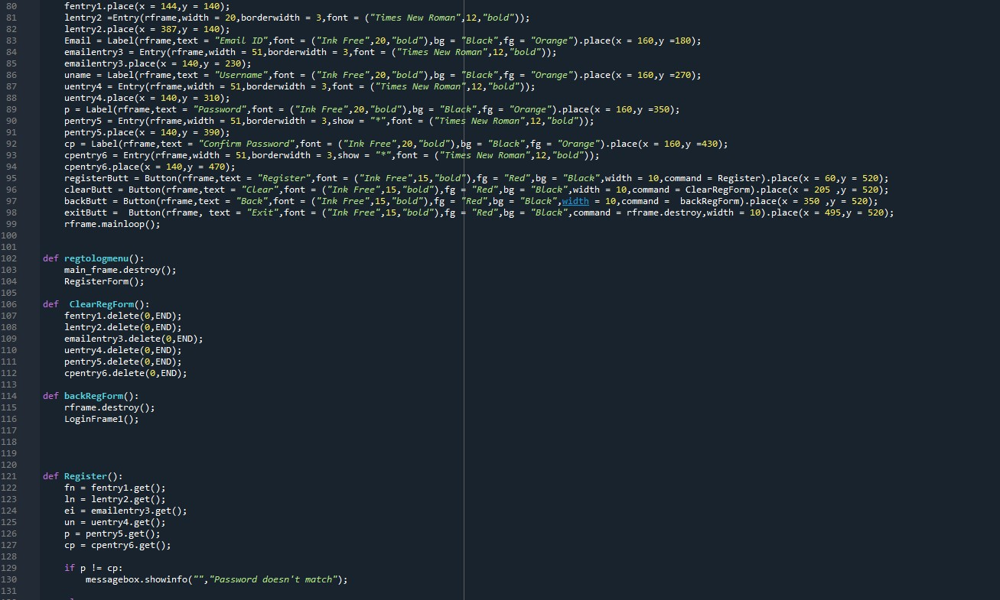 80 fentry1.place(x = 144,y = 140);
81 lentry2 =Entry(rframe,width = 20,borderwidth = 3,font = ("Times New Roman",12,"bold"));
82 lentry2.place(x = 387,y = 140);
83 Email = Label(rframe,text = "Email ID",font = ("Ink Free",20,"bold"),bg = "Black",fg = "Orange").place(x = 160,y =180);
84 emailentry3 = Entry(rframe,width = 51,borderwidth = 3,font = ("Times New Roman",12,"bold"));
85 emailentry3.place(x = 140,y = 230);
86 uname = Label(rframe,text = "Username",font = ("Ink Free",20,"bold"),bg = "Black",fg = "Orange").place(x = 160,y =270);
87 uentry4 = Entry(rframe,width = 51,borderwidth = 3,font = ("Times New Roman",12,"bold"));
88 uentry4.place(x = 140,y = 310);
89 p = Label(rframe,text = "Password",font = ("Ink Free",20,"bold"),bg = "Black",fg = "Orange").place(x = 160,y =350);
90 pentry5 = Entry(rframe,width = 51,borderwidth = 3,show = "*",font = ("Times New Roman",12,"bold"));
91 pentry5.place(x = 140,y = 390);
92 cp = Label(rframe,text = "Confirm Password",font = ("Ink Free",20,"bold"),bg = "Black",fg = "Orange").place(x = 160,y =430);
93 cpentry6 = Entry(rframe,width = 51,borderwidth = 3,show = "*",font = ("Times New Roman",12,"bold"));
94 cpentry6.place(x = 140,y = 470);
95 registerButt = Button(rframe,text = "Register",font = ("Ink Free",15,"bold"),fg = "Red",bg = "Black",width = 10,command = Register).place(x = 60,y = 520);
96 clearButt = Button(rframe,text = "Clear",font = ("Ink Free",15,"bold"),fg = "Red",bg = "Black",width = 10,command = ClearRegForm).place(x = 205 ,y = 520);
97 backButt = Button(rframe,text = "Back",font = ("Ink Free",15,"bold"),fg = "Red",bg = "Black",width = 10,command =  backRegForm).place(x = 350 ,y = 520);
98 exitButt =  Button(rframe, text = "Exit",font = ("Ink Free",15,"bold"),fg = "Red",bg = "Black",command = rframe.destroy,width = 10).place(x = 495,y = 520);
99 rframe.mainloop();
100
101
102 def regtologmenu():
103 main_frame.destroy();
104 RegisterForm();
105
106 def  ClearRegForm():
107 fentry1.delete(0,END);
108 lentry2.delete(0,END);
109 emailentry3.delete(0,END);
110 uentry4.delete(0,END);
111 pentry5.delete(0,END);
112 cpentry6.delete(0,END);
113
114 def backRegForm():
115 rframe.destroy();
116 LoginFrame1();
117
118
119
120
121 def Register():
122 fn = fentry1.get();
123 ln = lentry2.get();
124 ei = emailentry3.get();
125 un = uentry4.get();
126 p = pentry5.get();
127 cp = cpentry6.get();
128
129 if p != cp:
130 messagebox.showinfo("","Password doesn't match");
131